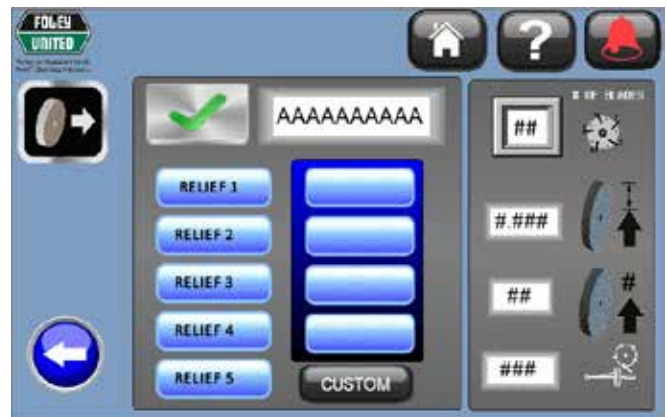 FOLEY
UNITED
?
AAAAAAAAAA
RELIEF 1
RELIEF 2
RELIEF 3
RELIEF 4
RELIEF 5
CUSTOM
# OF BLADES
##
#.###
##
#
###